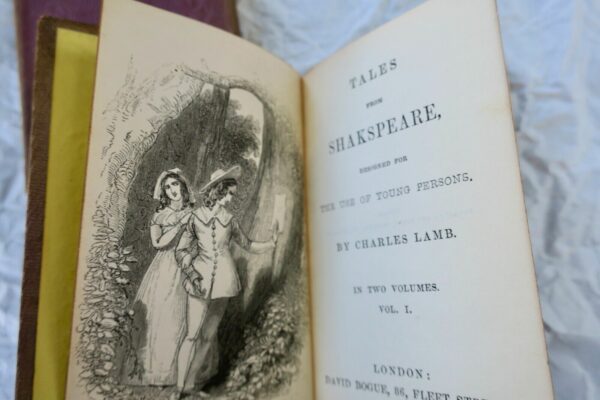 TALES
FROM
SHAKSPEARE,
DESIGNED FOR
THE USE OF YOUNG PERSONS.
BY CHARLES LAMB.
IN TWO VOLUMES.
VOL. I.
LONDON:
DAVID BOGUE, 86, FLEET